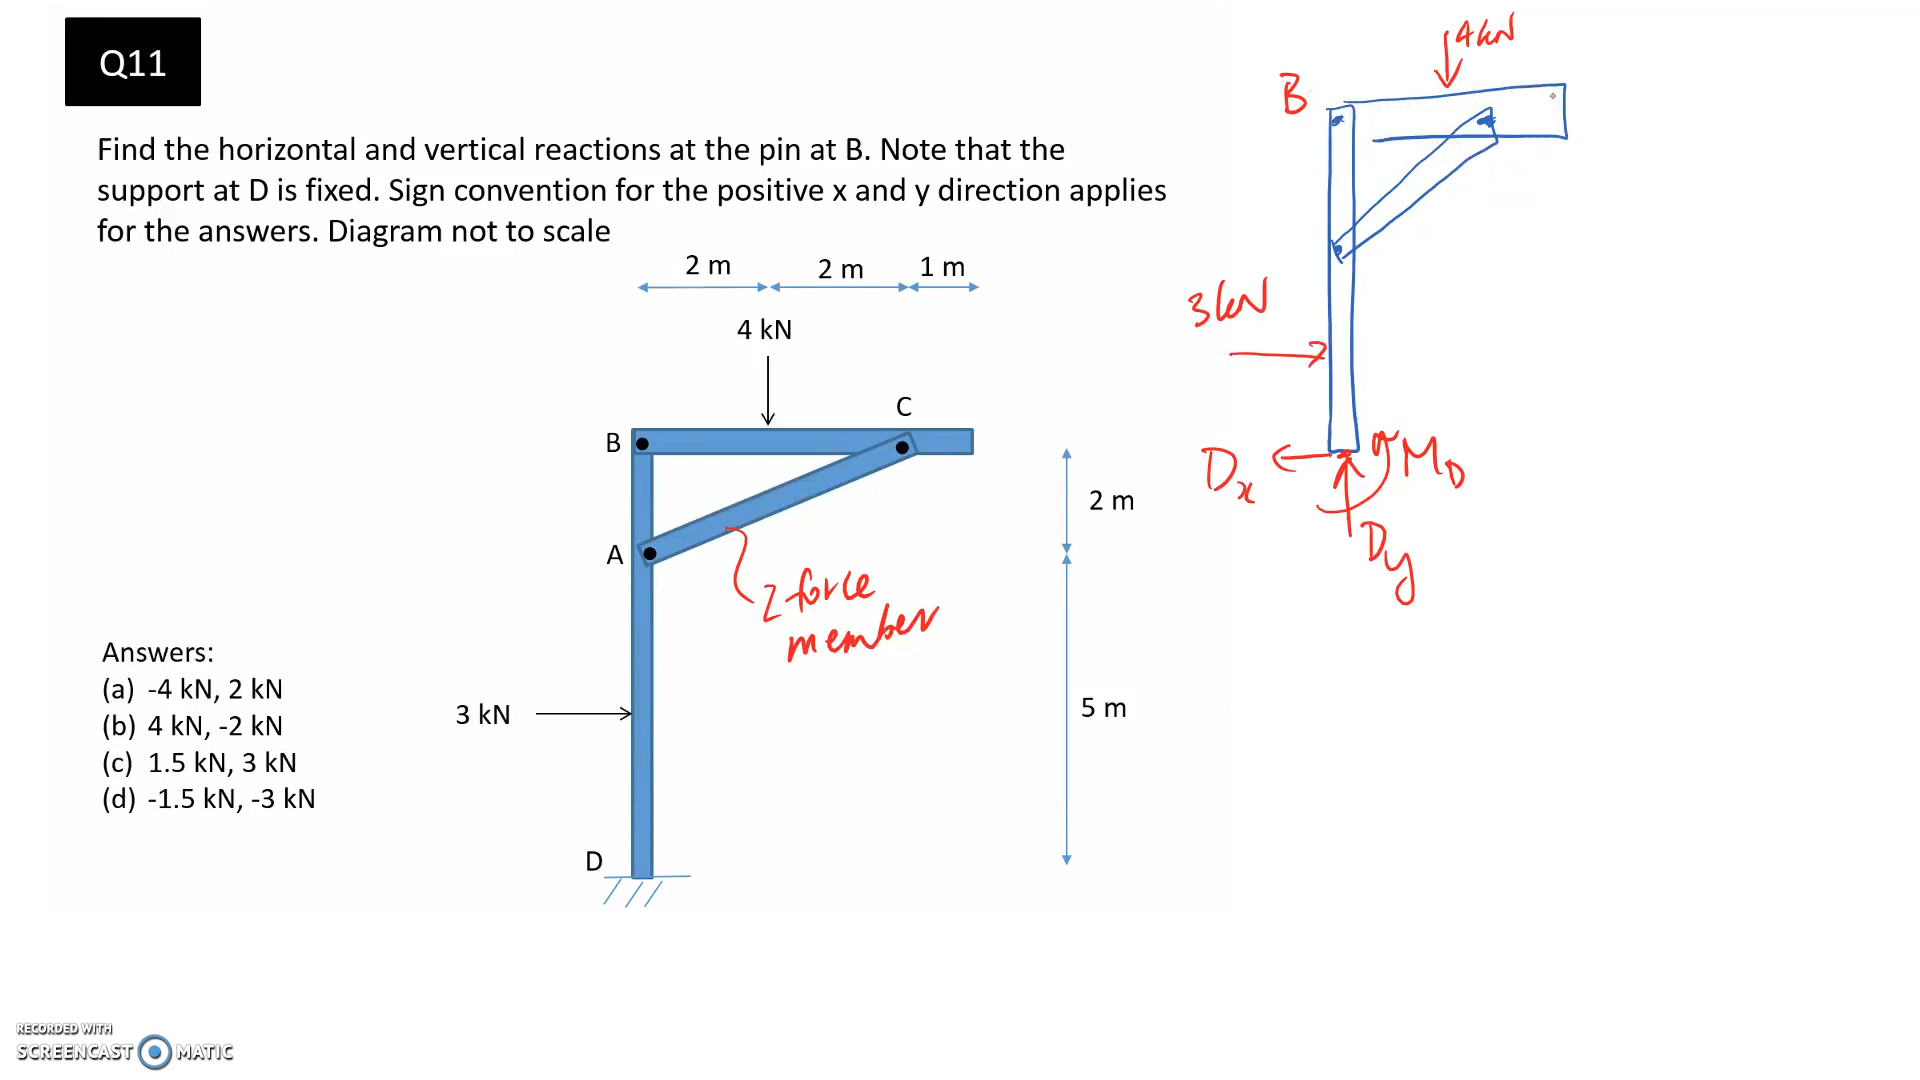 Q11
Find the horizontal and vertical reactions at the pin at B. Note that the
support at D is fixed. Sign convention for the positive x and y direction applies
for the answers. Diagram not to scale
2 m
2 m
1 m
4 kN
C
B
2 m
A
2 force
member
Answers:
(a) -4 kN, 2 kN
(b) 4 kN, -2 kN
(c) 1.5 kN, 3 kN
(d) -1.5 kN, -3 kN
3 kN
5 m
D
4kN
B
3kN
Dx
MD
Dy
RECORDED WITH
SCREENCAST MATIC